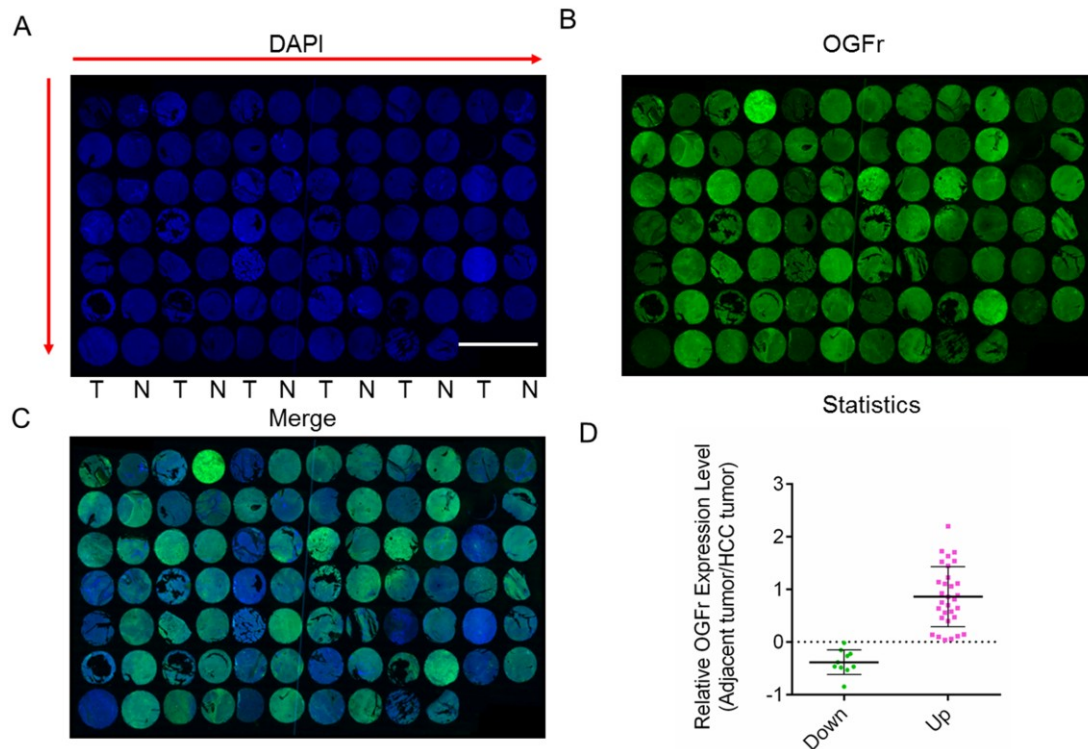 A
DAPI
B
OGFr
T N T N T N T N T N T N
C
Merge
Statistics
D
Relative OGFr Expression Level
(Adjacent tumor/HCC tumor)
3
2
1
0
-1
Down
Up